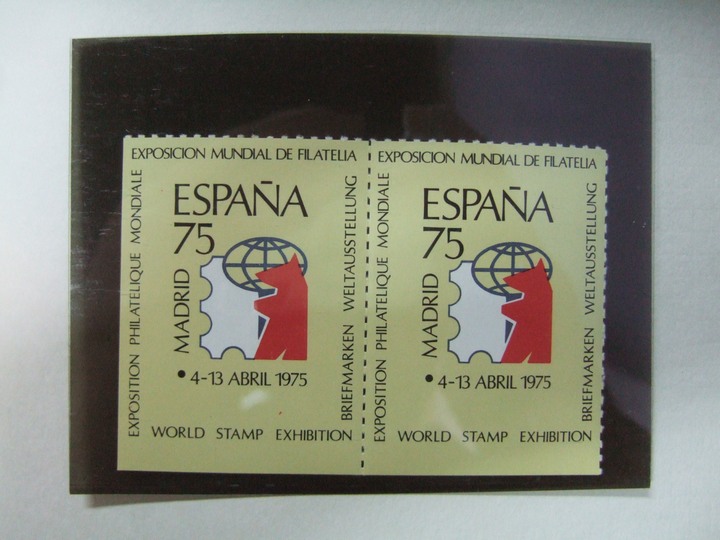 EXPOSICION MUNDIAL DE FILATELIA
EXPOSITION PHILATELIQUE MONDIALE
ESPAÑA
75
MADRID
BRIEFMARKEN WELTAUSSTELLUNG
• 4-13 ABRIL 1975
WORLD STAMP EXHIBITION
EXPOSICION MUNDIAL DE FILATELIA
EXPOSITION PHILATELIQUE MONDIALE
ESPAÑA
75
MADRID
BRIEFMARKEN WELTAUSSTELLUNG
• 4-13 ABRIL 1975
WORLD STAMP EXHIBITION